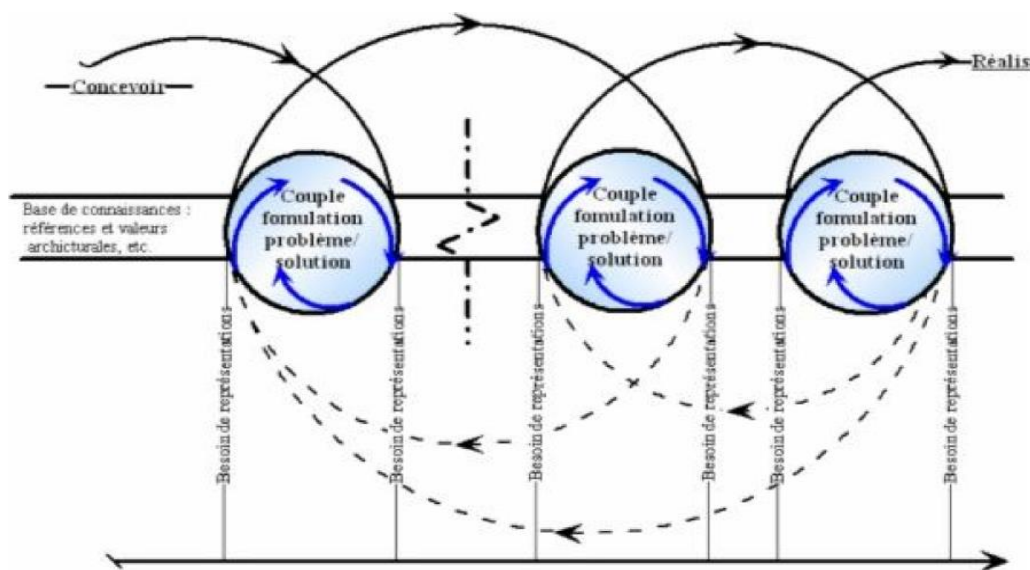 Concevoir
Réalis
Base de connaissances :
références et valeurs
archicturales, etc.
Couple
fomulation
problème/
solution
Couple
fomulation
problème/
solution
Couple
fomulation
problème/
solution
Besoin de représentations
Besoin de représentations
Besoin de représentations
Besoin de représentations
Besoin de représentations
Besoin de représentations